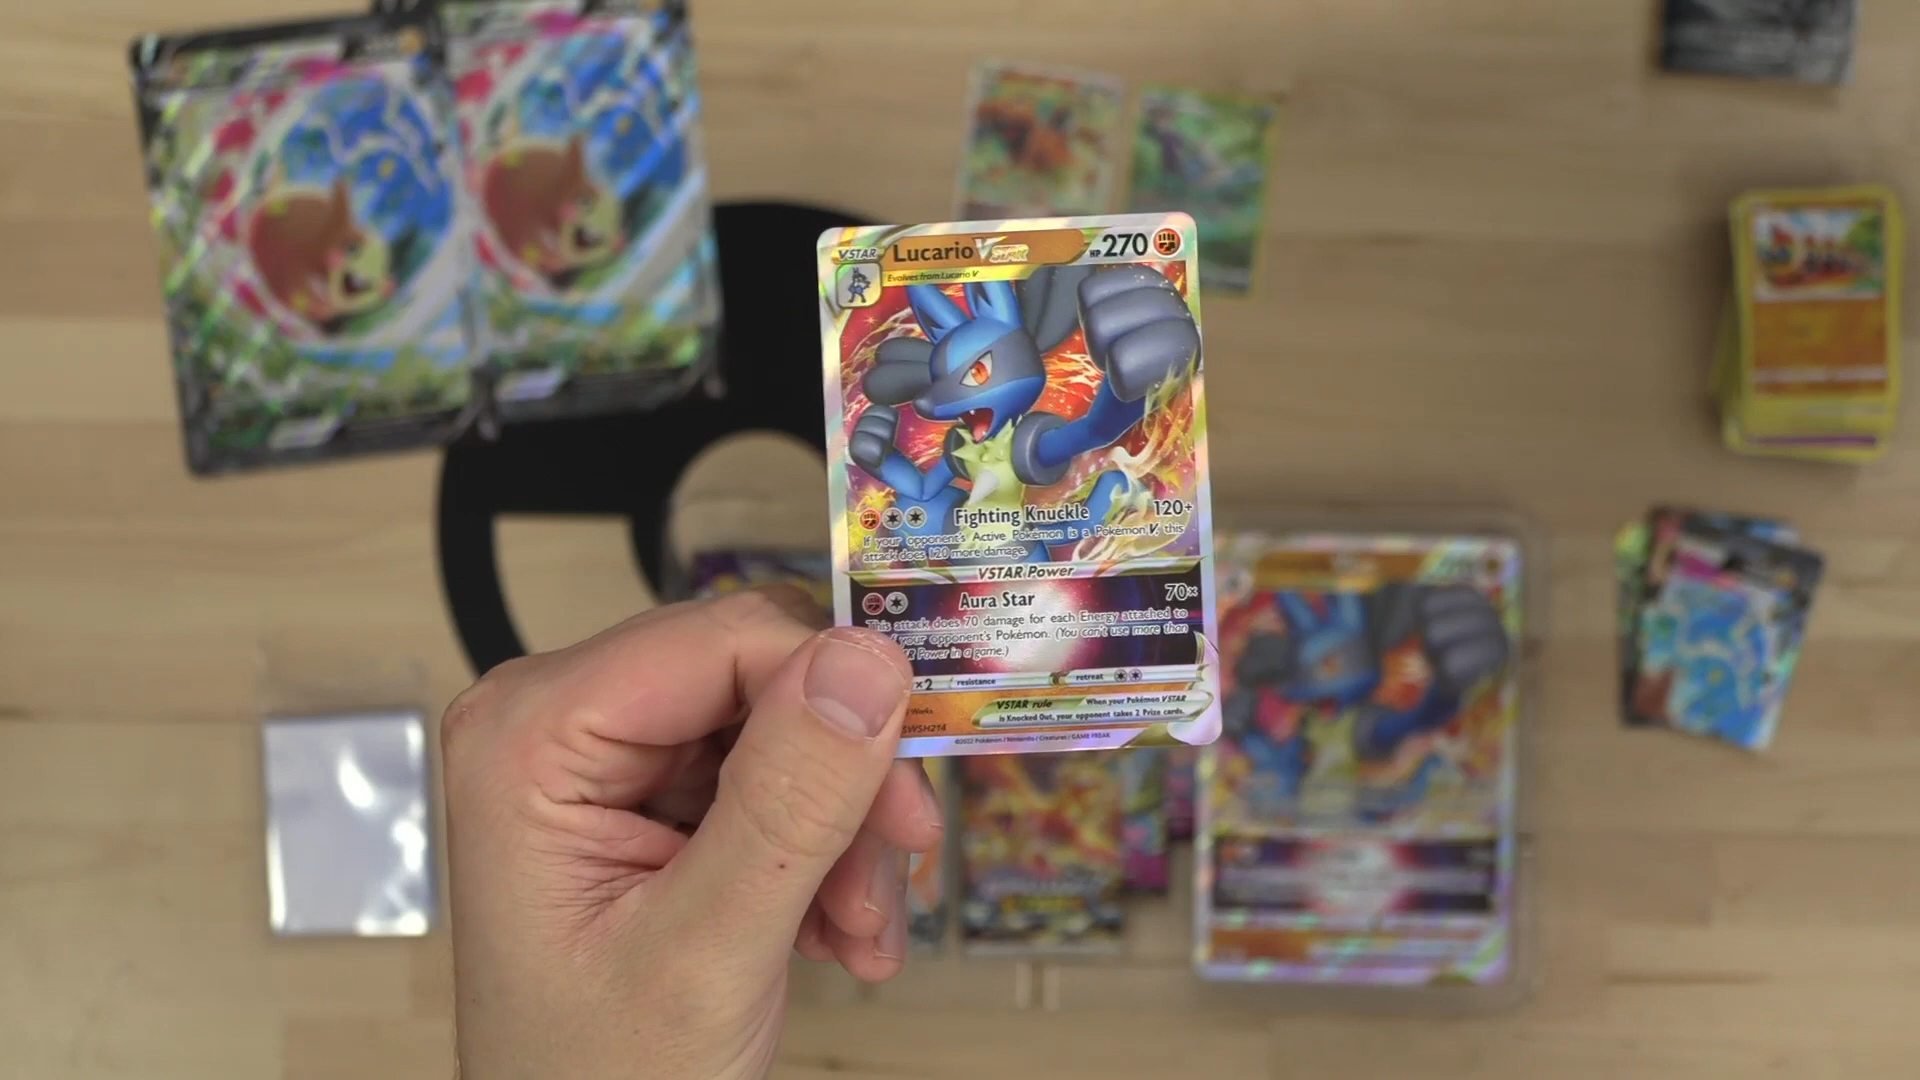 VSTAR Lucario VSTAR HP 270
Evolves from Lucario V
Fighting Knuckle 120+
If your opponent's Active Pokémon is a Pokémon V, this
attack does 120 more damage.
VSTAR Power
Aura Star 70×
This attack does 70 damage for each Energy attached to
your opponent's Pokémon. (You can't use more than
Power in a game.)
×2 resistance retreat
Works
VSTAR rule When your Pokémon VSTAR
is Knocked Out, your opponent takes 2 Prize cards.
SWSH214
©2022 Pokémon / Nintendo / Creatures / GAME FREAK